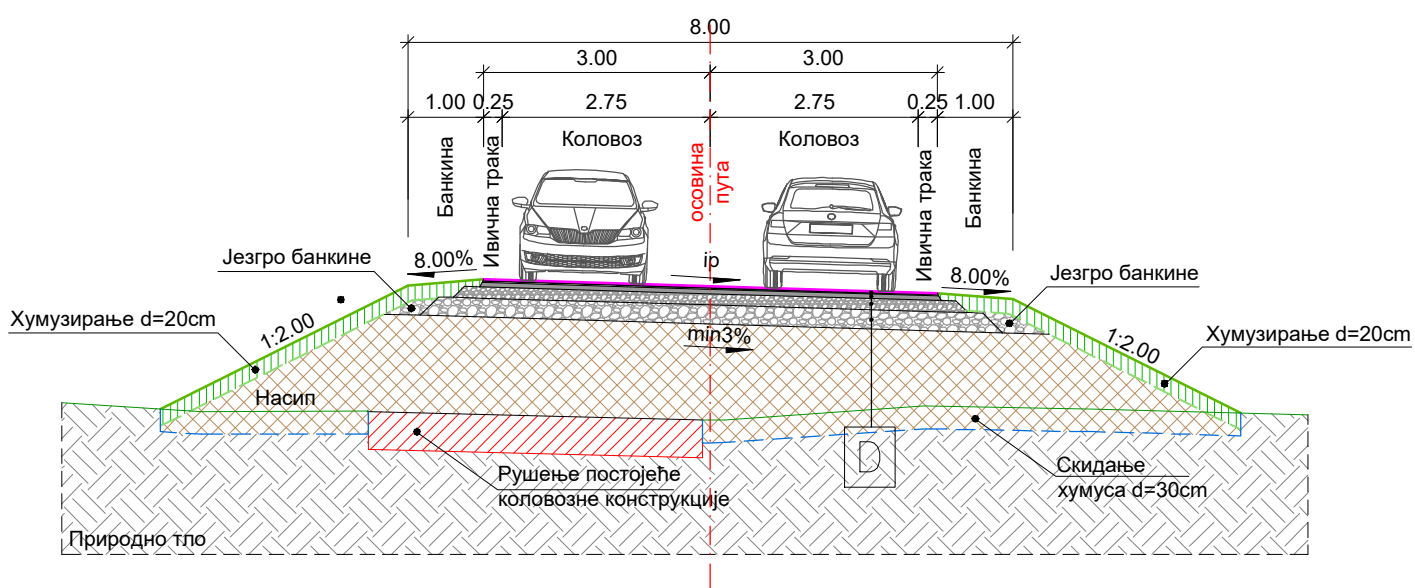 8.00
3.00 3.00
1.00 0.25 2.75 2.75 0.25 1.00
Банкина
Ивична трака
Коловоз
осовина
пута
Коловоз
Ивична трака
Банкина
Језгро банкине
8.00%
ip
8.00%
Језгро банкине
Хумузирање d=20cm
1:2.00
min3%
1:2.00
Хумузирање d=20cm
Насип
D
Рушење постојеће
коловозне конструкције
Скидање
хумуса d=30cm
Природно тло